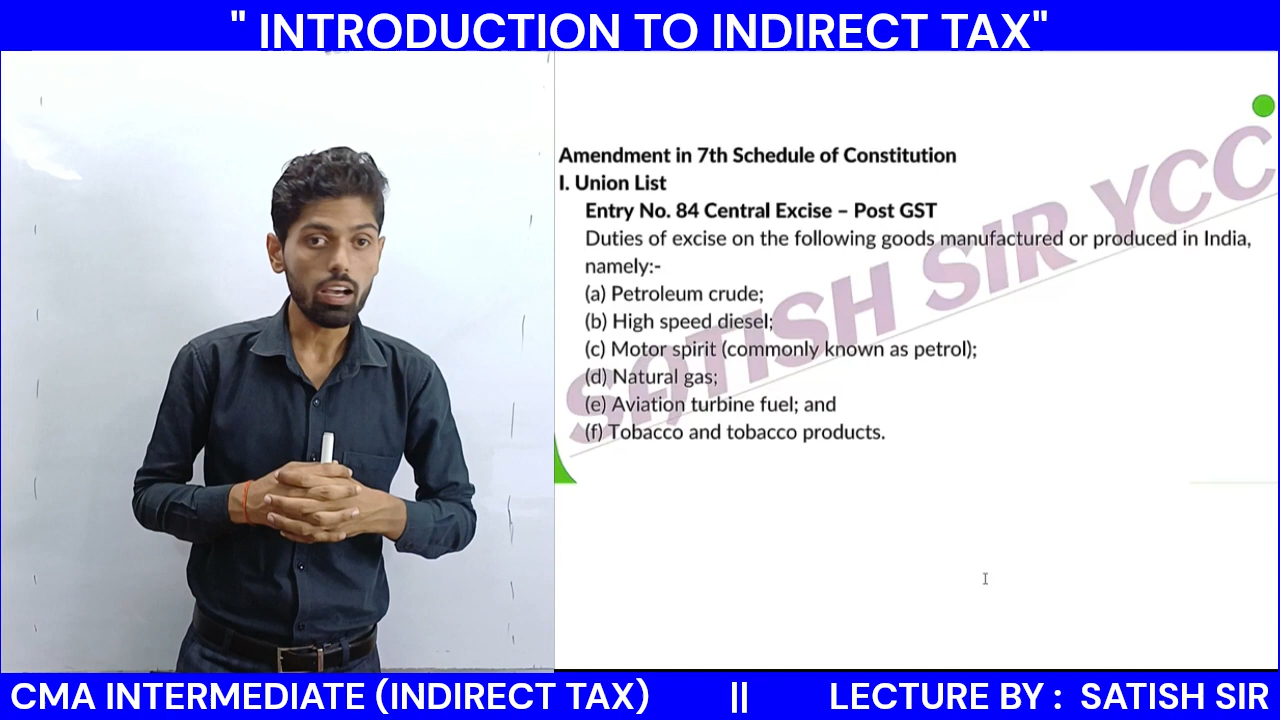 " INTRODUCTION TO INDIRECT TAX"
Amendment in 7th Schedule of Constitution
I. Union List
Entry No. 84 Central Excise – Post GST
Duties of excise on the following goods manufactured or produced in India,
namely:-
(a) Petroleum crude;
(b) High speed diesel;
(c) Motor spirit (commonly known as petrol);
(d) Natural gas;
(e) Aviation turbine fuel; and
(f) Tobacco and tobacco products.
SATISH SIR YCC
CMA INTERMEDIATE (INDIRECT TAX) || LECTURE BY : SATISH SIR